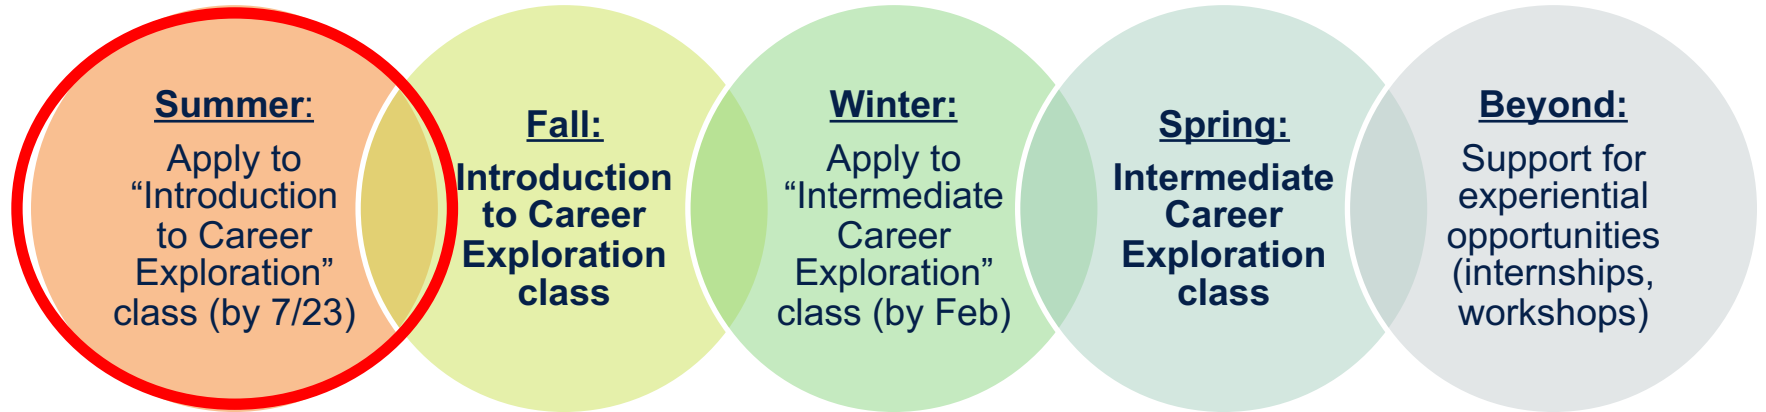 Summer:
Apply to
“Introduction
to Career
Exploration”
class (by 7/23)
Fall:
Introduction
to Career
Exploration
class
Winter:
Apply to
“Intermediate
Career
Exploration”
class (by Feb)
Spring:
Intermediate
Career
Exploration
class
Beyond:
Support for
experiential
opportunities
(internships,
workshops)